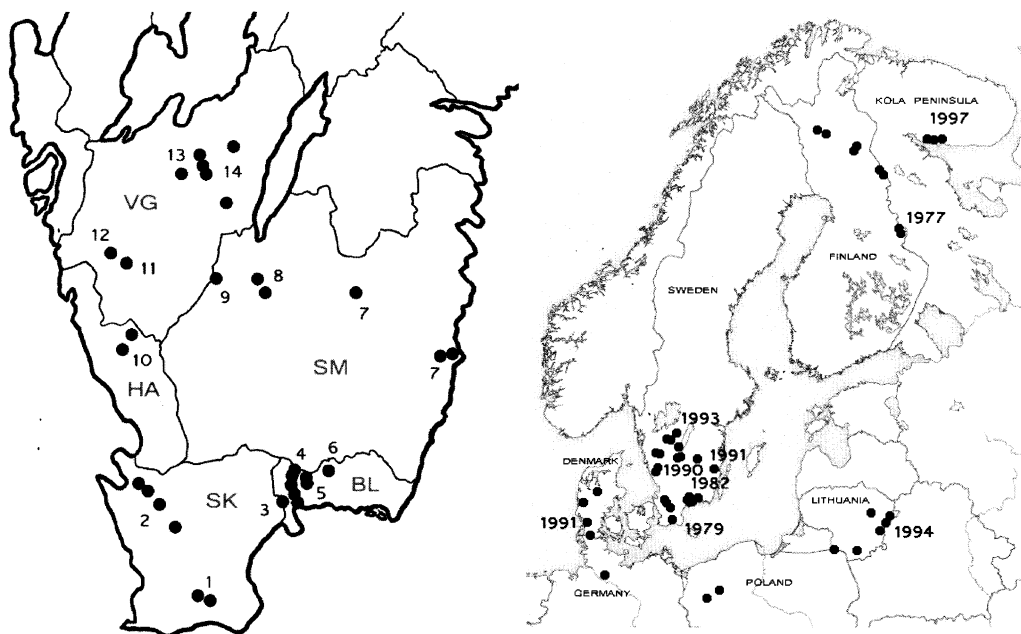 13
14
VG
12
11
8
9
7
10
SM
7
HA
6
4
SK
BL
5
3
2
1
KOLA PENINSULA
1997
1977
FINLAND
SWEDEN
1993
DENMARK
1991
1990
1982
LITHUANIA
1991
1979
1994
POLAND
GERMANY